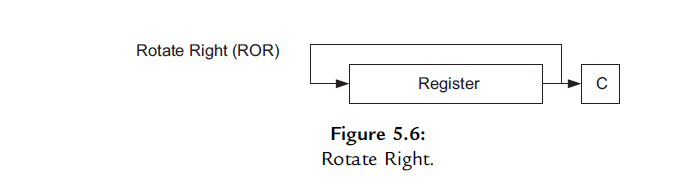 Rotate Right (ROR)
Register
C
Figure 5.6:
Rotate Right.